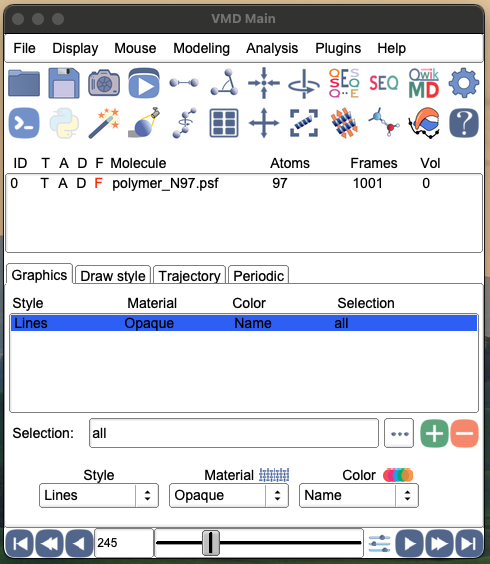 VMD Main
File Display Mouse Modeling Analysis Plugins Help
QSES QSEQ SEQ Qwik MD
ID T A D F Molecule Atoms Frames Vol
0 T A D F polymer_N97.psf 97 1001 0
Graphics Draw style Trajectory Periodic
Style Material Color Selection
Lines Opaque Name all
Selection: all ...
Style Material Color
Lines Opaque Name
245